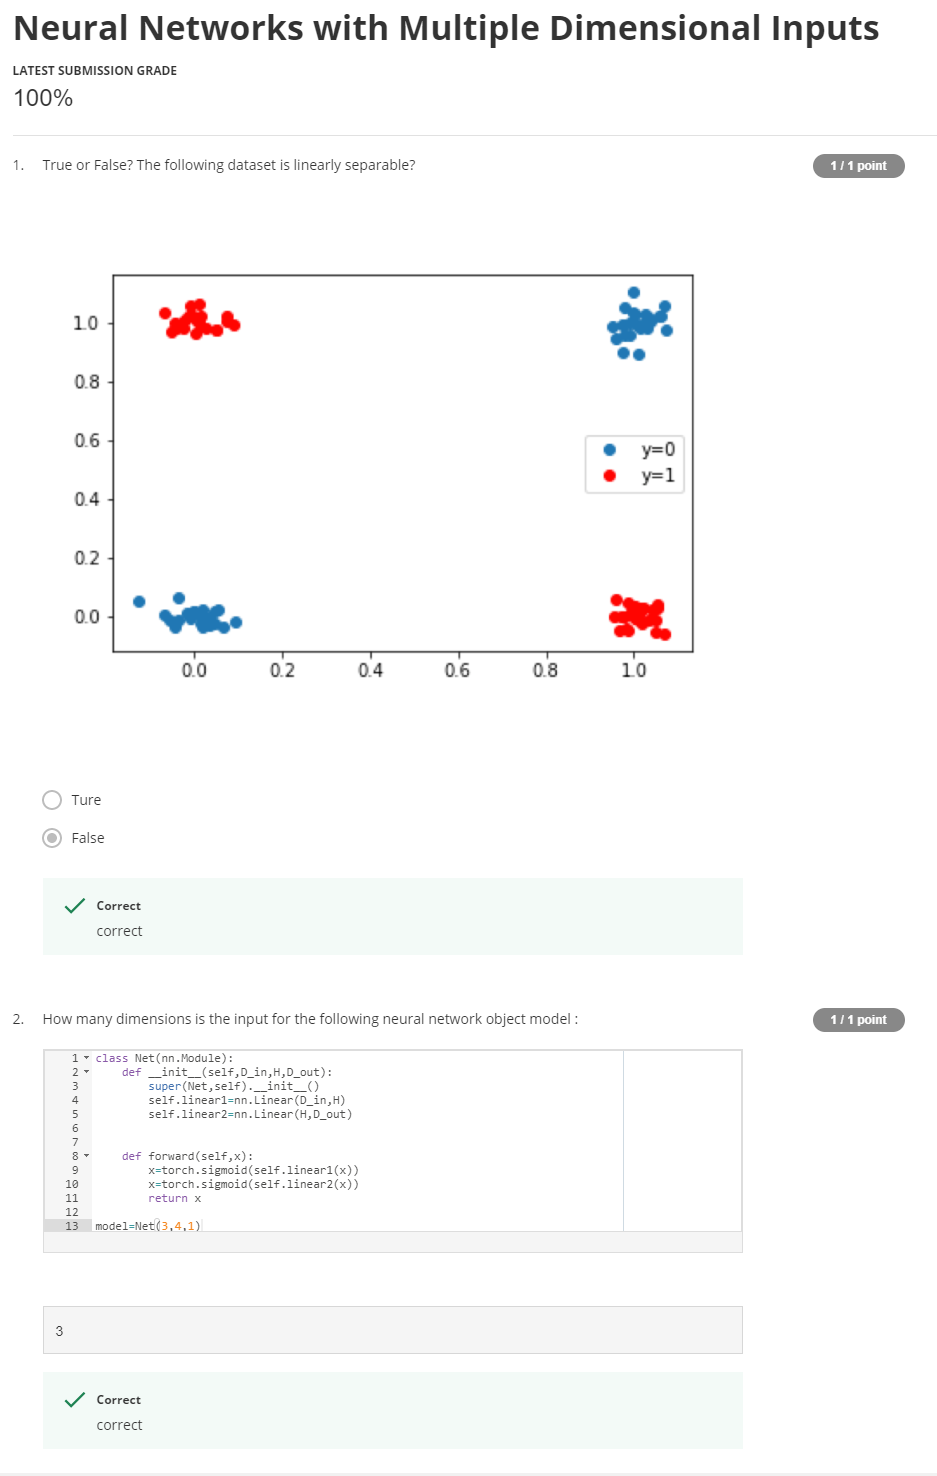 Neural Networks with Multiple Dimensional Inputs
LATEST SUBMISSION GRADE
100%
1. True or False? The following dataset is linearly separable?
1 / 1 point
1.0
0.8
0.6
0.4
0.2
0.0
y=0
y=1
0.0 0.2 0.4 0.6 0.8 1.0
Ture
False
Correct
correct
2. How many dimensions is the input for the following neural network object model :
1 / 1 point
1 class Net(nn.Module):
2     def __init__(self,D_in,H,D_out):
3         super(Net,self).__init__()
4         self.linear1=nn.Linear(D_in,H)
5         self.linear2=nn.Linear(H,D_out)
6
7
8     def forward(self,x):
9         x=torch.sigmoid(self.linear1(x))
10         x=torch.sigmoid(self.linear2(x))
11         return x
12
13 model=Net(3,4,1)
3
Correct
correct